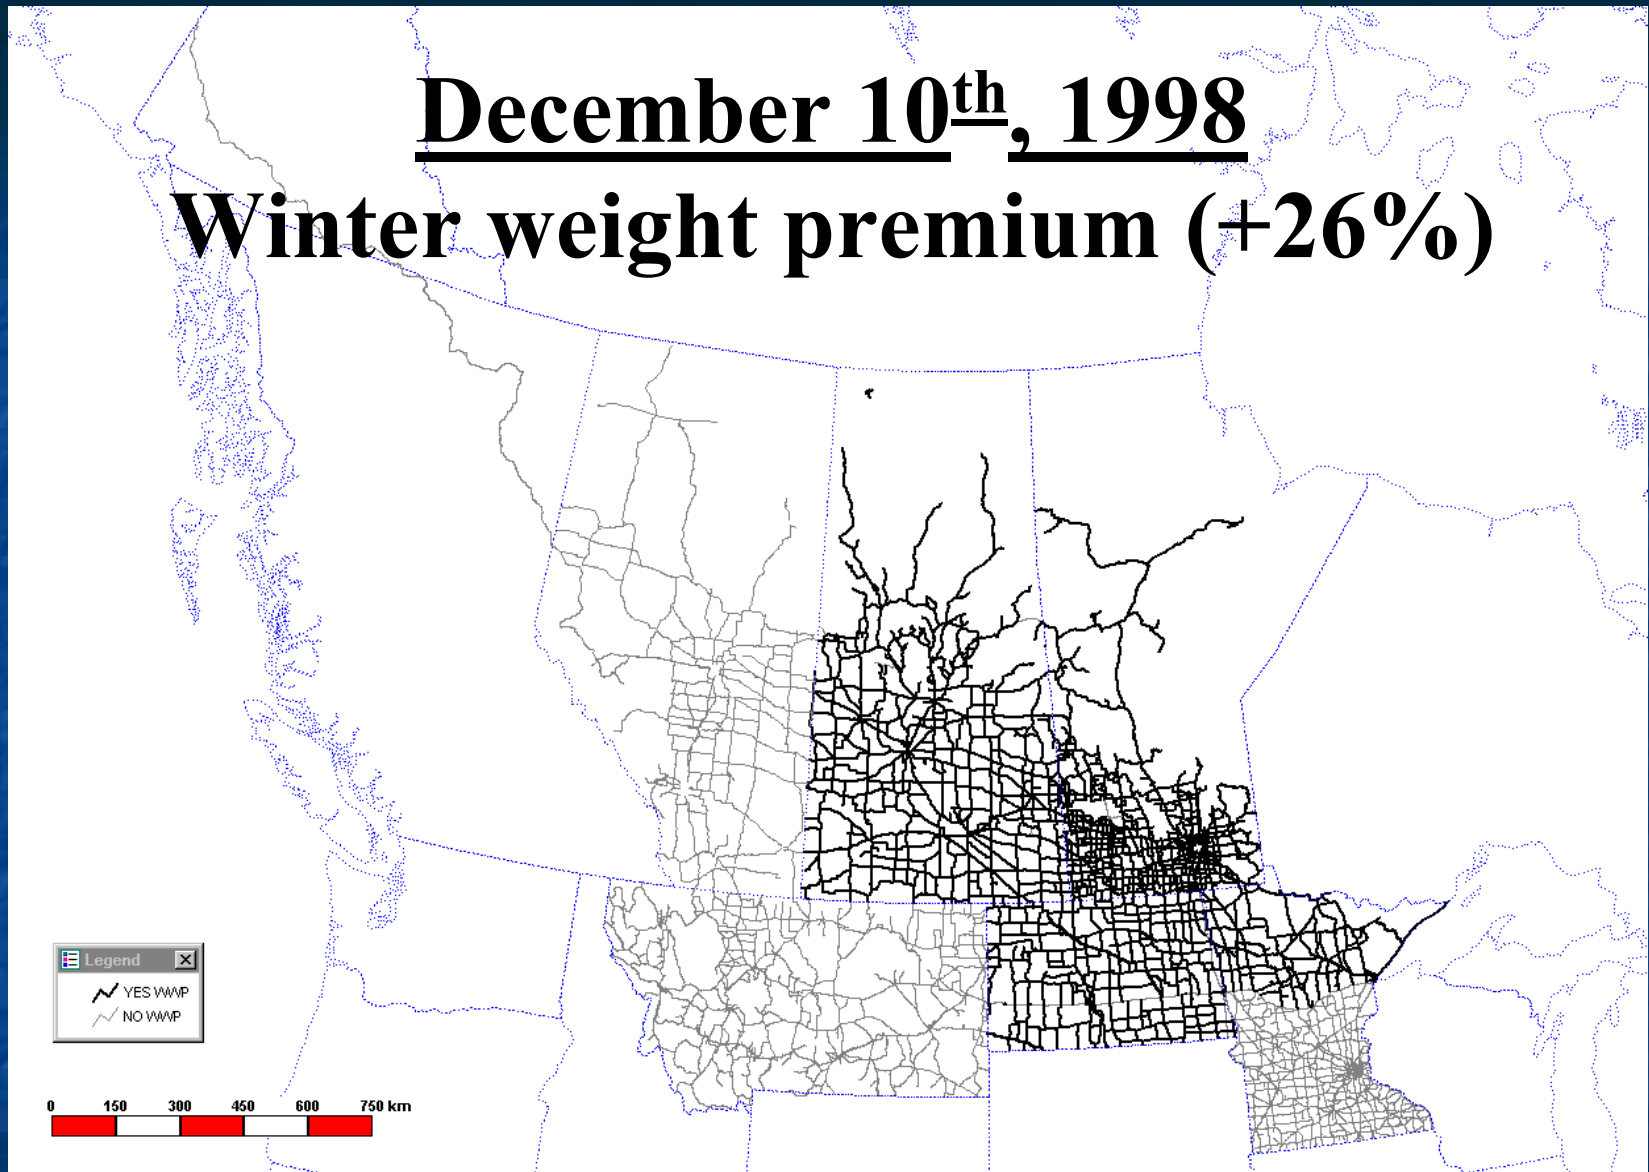 December 10th, 1998
Winter weight premium (+26%)
Legend
YES WWP
NO WWP
0 150 300 450 600 750 km